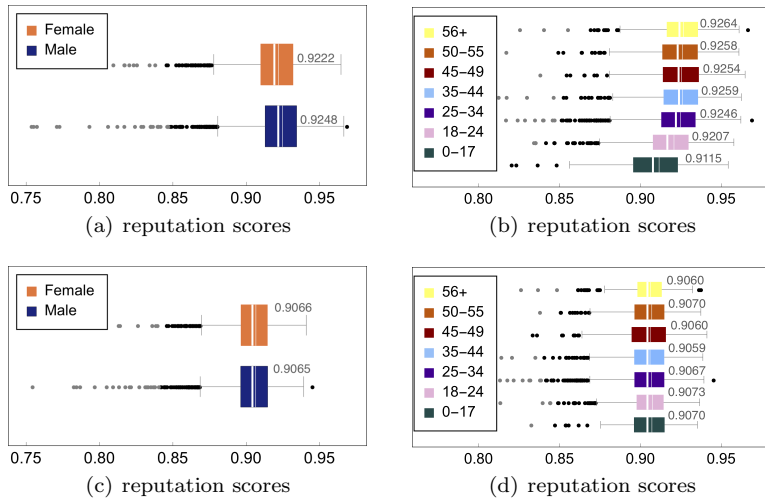 Female
Male
0.9222
0.9248
0.75 0.80 0.85 0.90 0.95
(a) reputation scores
56+
50–55
45–49
35–44
25–34
18–24
0–17
0.9264
0.9258
0.9254
0.9259
0.9246
0.9207
0.9115
0.80 0.85 0.90 0.95
(b) reputation scores
Female
Male
0.9066
0.9065
0.75 0.80 0.85 0.90 0.95
(c) reputation scores
56+
50–55
45–49
35–44
25–34
18–24
0–17
0.9060
0.9070
0.9060
0.9059
0.9067
0.9073
0.9070
0.80 0.85 0.90 0.95
(d) reputation scores